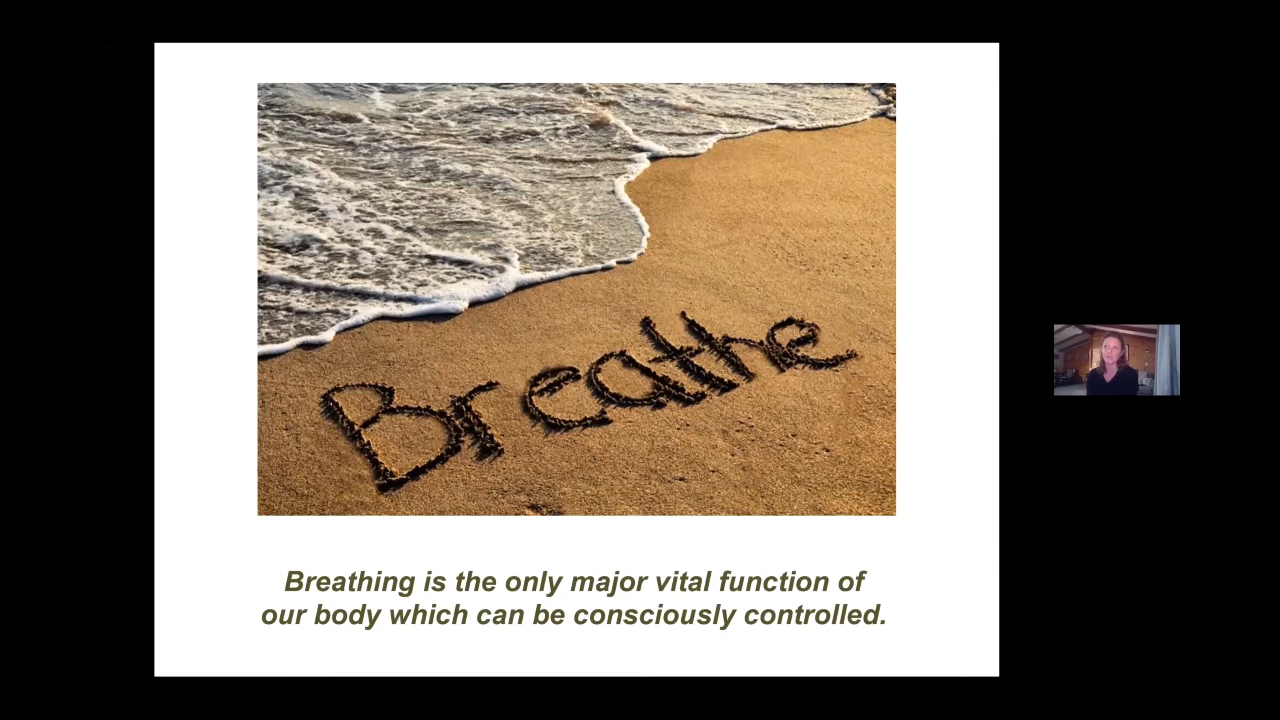 Breathe
Breathing is the only major vital function of
our body which can be consciously controlled.